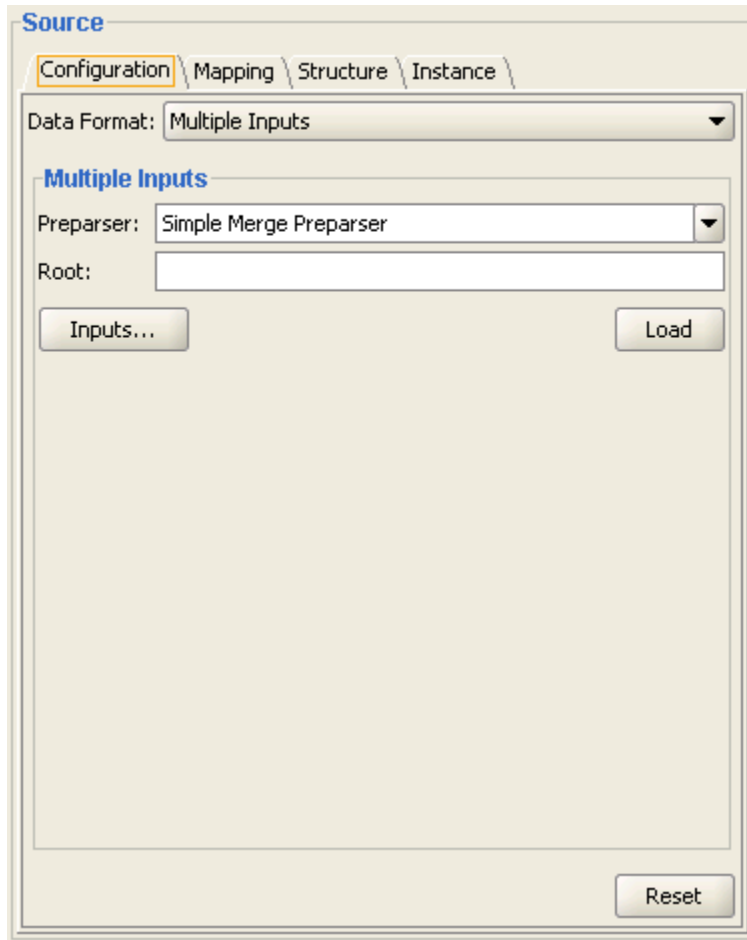 Source
Configuration Mapping Structure Instance
Data Format: Multiple Inputs
Multiple Inputs
Preparser: Simple Merge Preparser
Root:
Inputs... Load
Reset